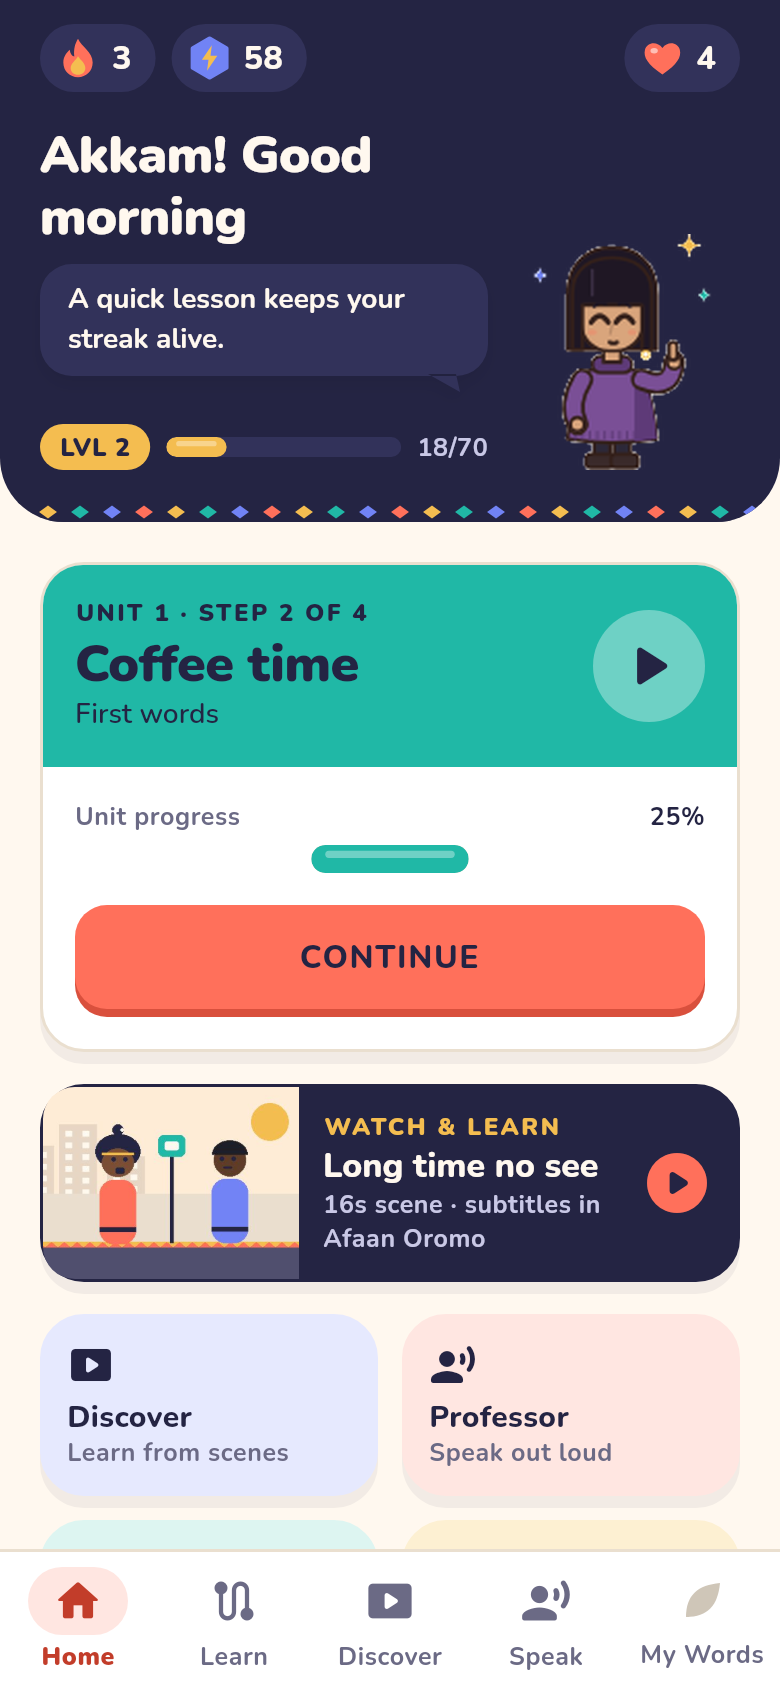 3
58
4
Akkam! Good
morning
A quick lesson keeps your
streak alive.
LVL 2
18/70
UNIT 1 · STEP 2 OF 4
Coffee time
First words
Unit progress
25%
CONTINUE
WATCH & LEARN
Long time no see
16s scene · subtitles in
Afaan Oromo
Discover
Learn from scenes
Professor
Speak out loud
Home
Learn
Discover
Speak
My Words